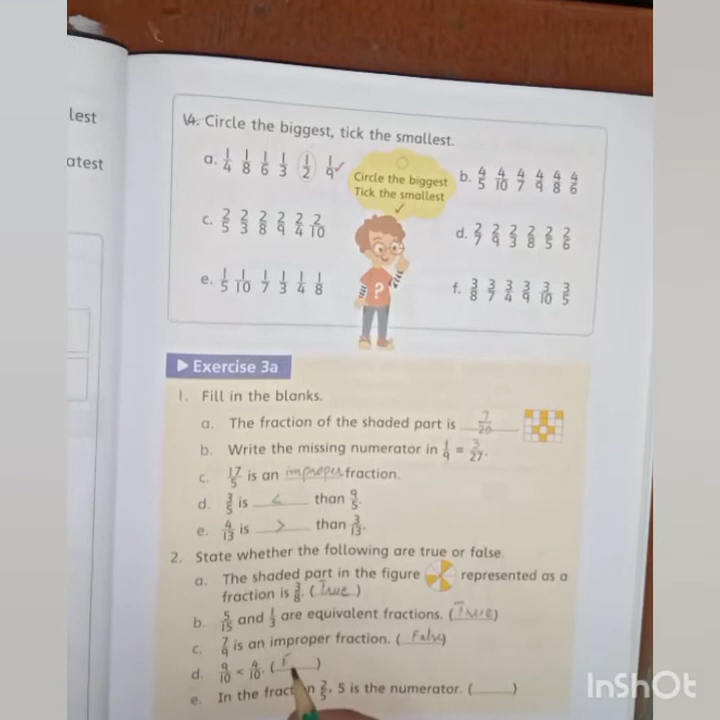 lest
atest
14. Circle the biggest, tick the smallest.
a. 1/4 1/8 1/6 1/3 1/2 1/9 ✓
Circle the biggest
Tick the smallest
✓
b. 4/5 4/10 4/7 4/9 4/8 4/6
c. 2/5 2/3 2/8 2/9 2/4 2/10
d. 2/7 2/9 2/3 2/8 2/5 2/6
e. 1/5 1/10 1/7 1/3 1/4 1/8
?
f. 3/8 3/7 3/4 3/9 3/10 3/5
▶ Exercise 3a
1. Fill in the blanks.
a. The fraction of the shaded part is 7/20.
b. Write the missing numerator in 1/9 = 3/27.
c. 17/5 is an improper fraction.
d. 3/5 is < than 9/5.
e. 4/13 is > than 3/13.
2. State whether the following are true or false.
a. The shaded part in the figure represented as a
fraction is 3/8. (True)
b. 5/15 and 1/3 are equivalent fractions. (True)
c. 7/9 is an improper fraction. (False)
d. 9/10 < 4/10. ( )
e. In the fraction 2/5, 5 is the numerator. ( )
InShOt